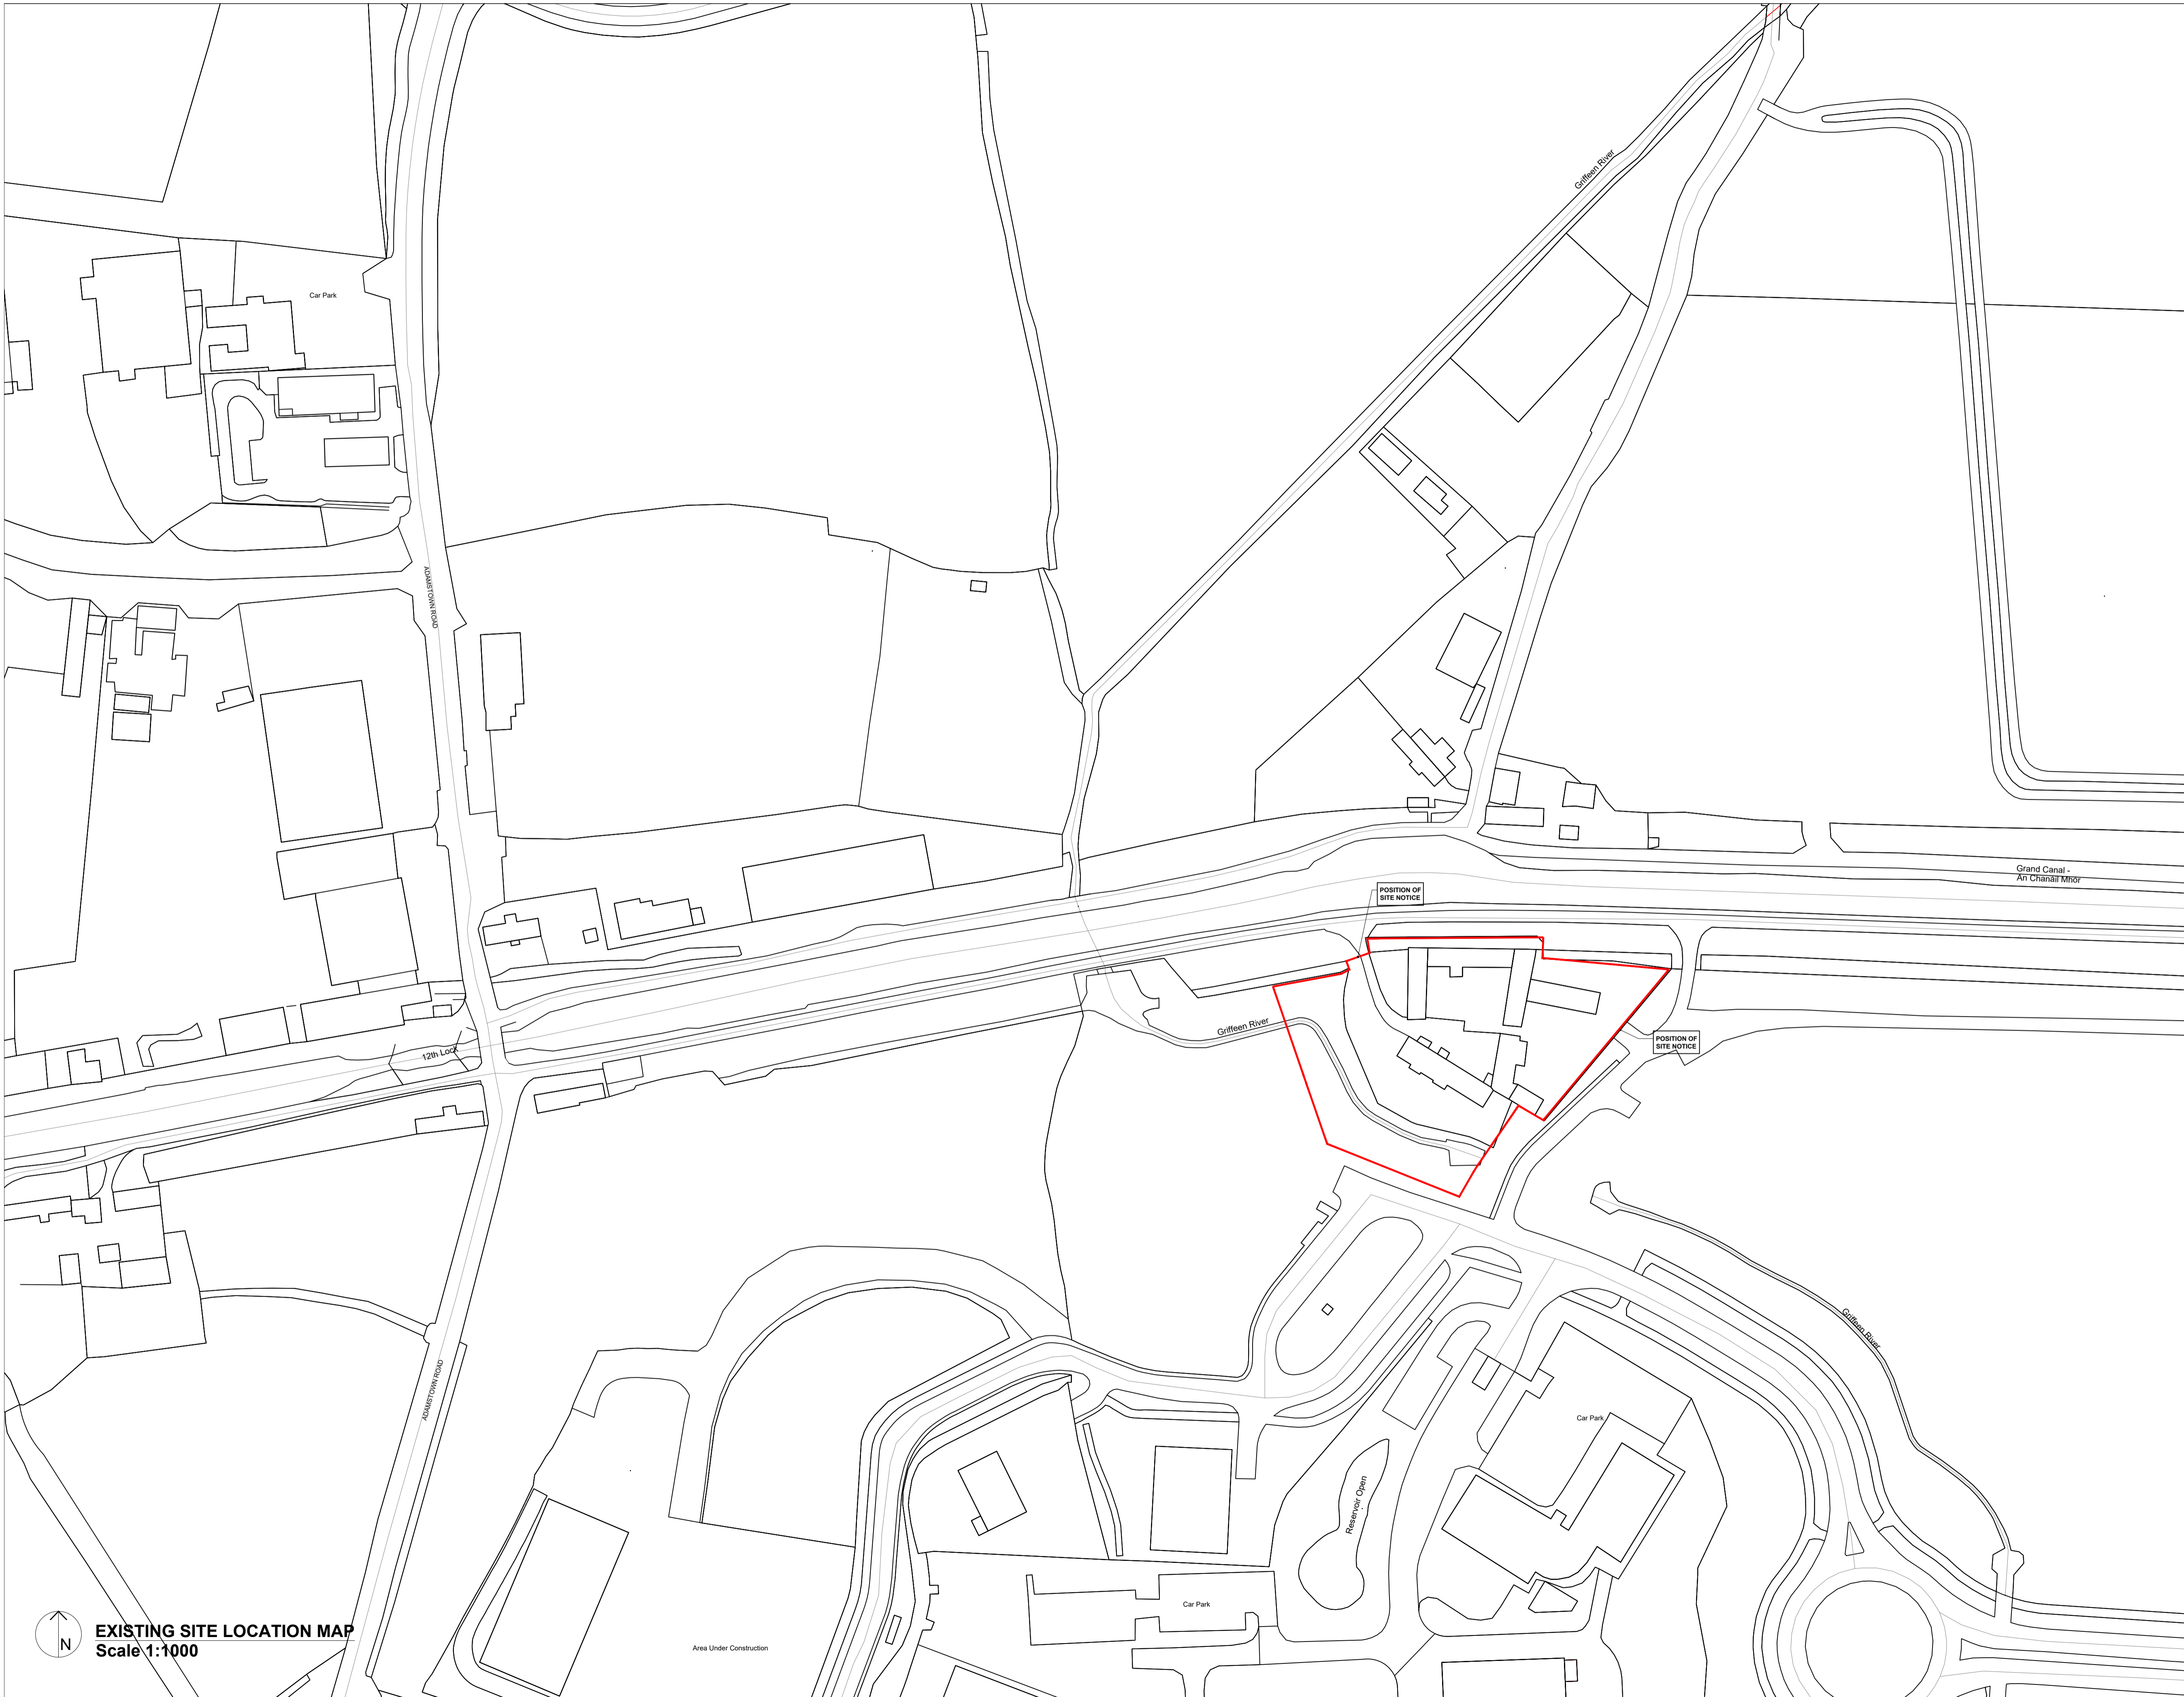 Griffeen River
Car Park
ADAMSTOWN ROAD
Grand Canal -
An Chanáil Mhór
POSITION OF
SITE NOTICE
Griffeen River
12th Lock
POSITION OF
SITE NOTICE
Griffeen River
ADAMSTOWN ROAD
Car Park
Reservoir Open
Car Park
Area Under Construction
N
EXISTING SITE LOCATION MAP
Scale 1:1000